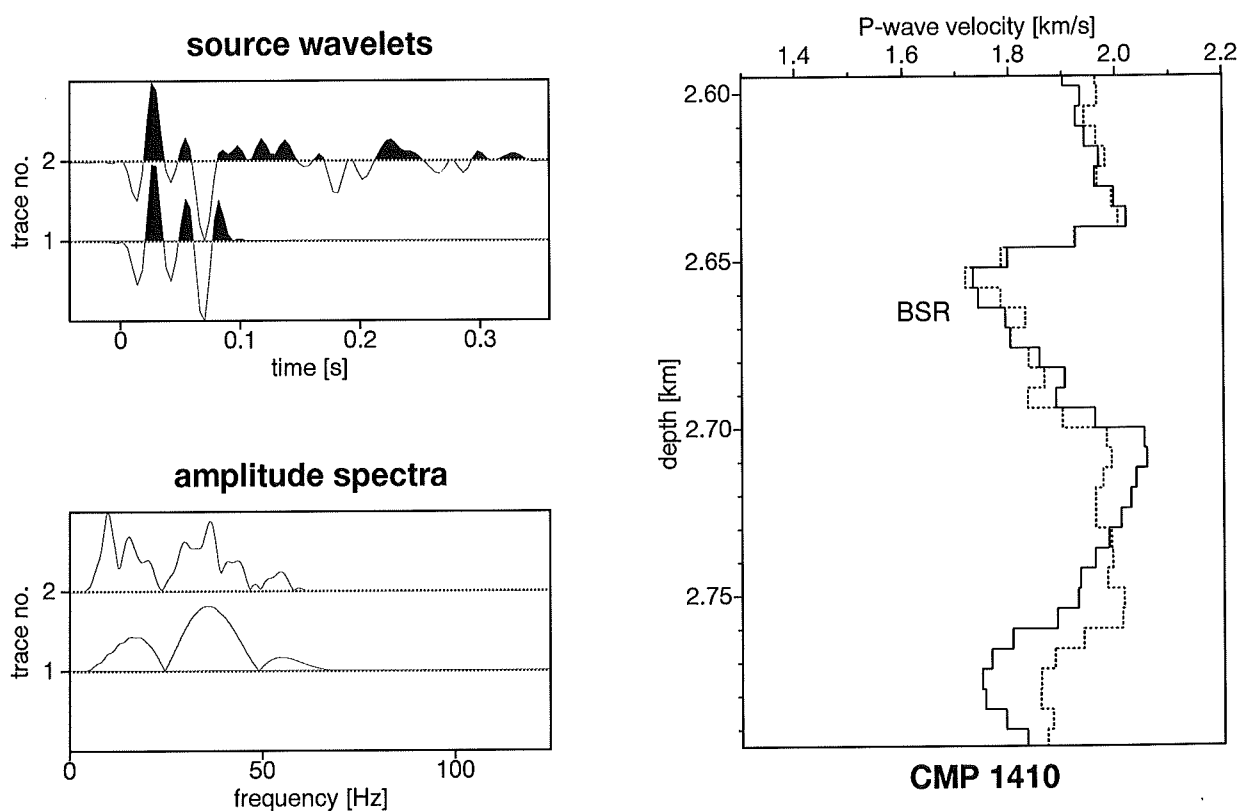 source wavelets
trace no.
2
1
0
0.1
0.2
0.3
time [s]
amplitude spectra
trace no.
2
1
0
50
100
frequency [Hz]
P-wave velocity [km/s]
1.4
1.6
1.8
2.0
2.2
depth [km]
2.60
2.65
2.70
2.75
BSR
CMP 1410